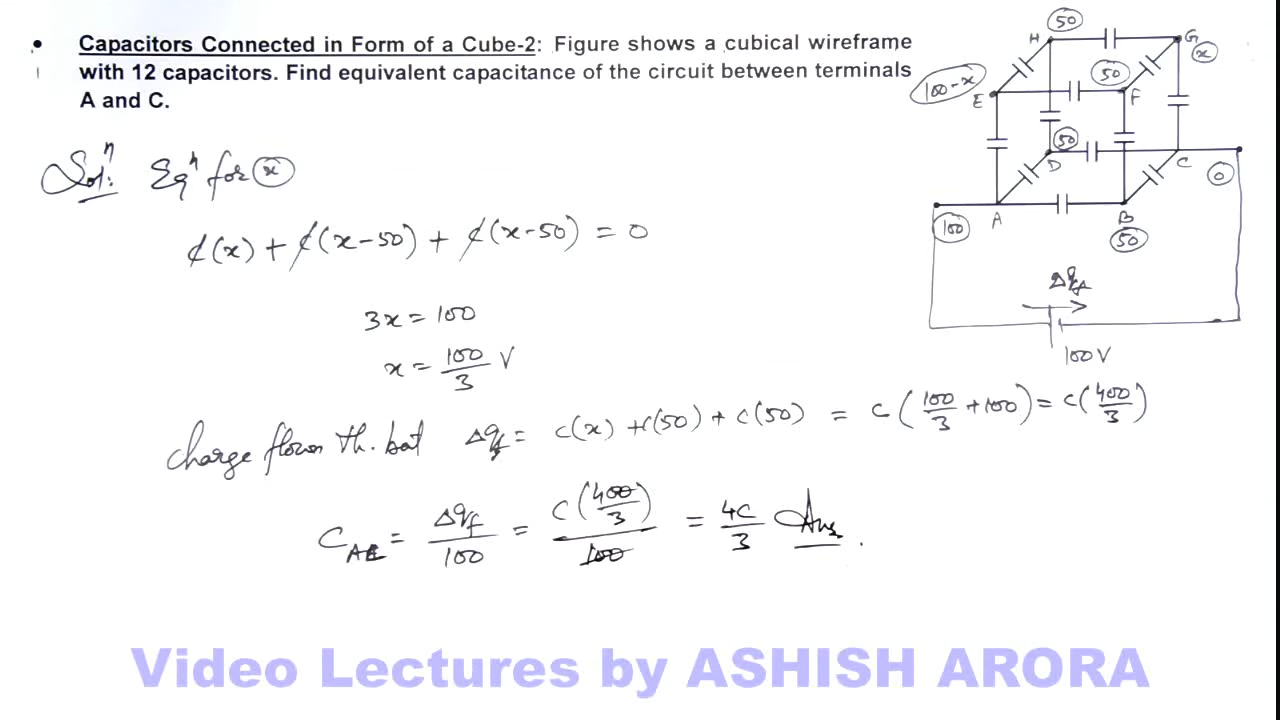 • Capacitors Connected in Form of a Cube-2: Figure shows a cubical wireframe
with 12 capacitors. Find equivalent capacitance of the circuit between terminals
A and C.
Solⁿ: Eqⁿ for x
C(x) + C(x-50) + C(x-50) = 0
3x = 100
x = 100/3 V
charge flown th. bat Δqf = C(x) + C(50) + C(50) = C(100/3 + 100) = C(400/3)
CAC = Δqf/100 = C(400/3)/100 = 4C/3 Ans.
50
H
G
x
100-x
50
E
F
50
D
C
0
100
A
B
50
Δqf
100V
Video Lectures by ASHISH ARORA